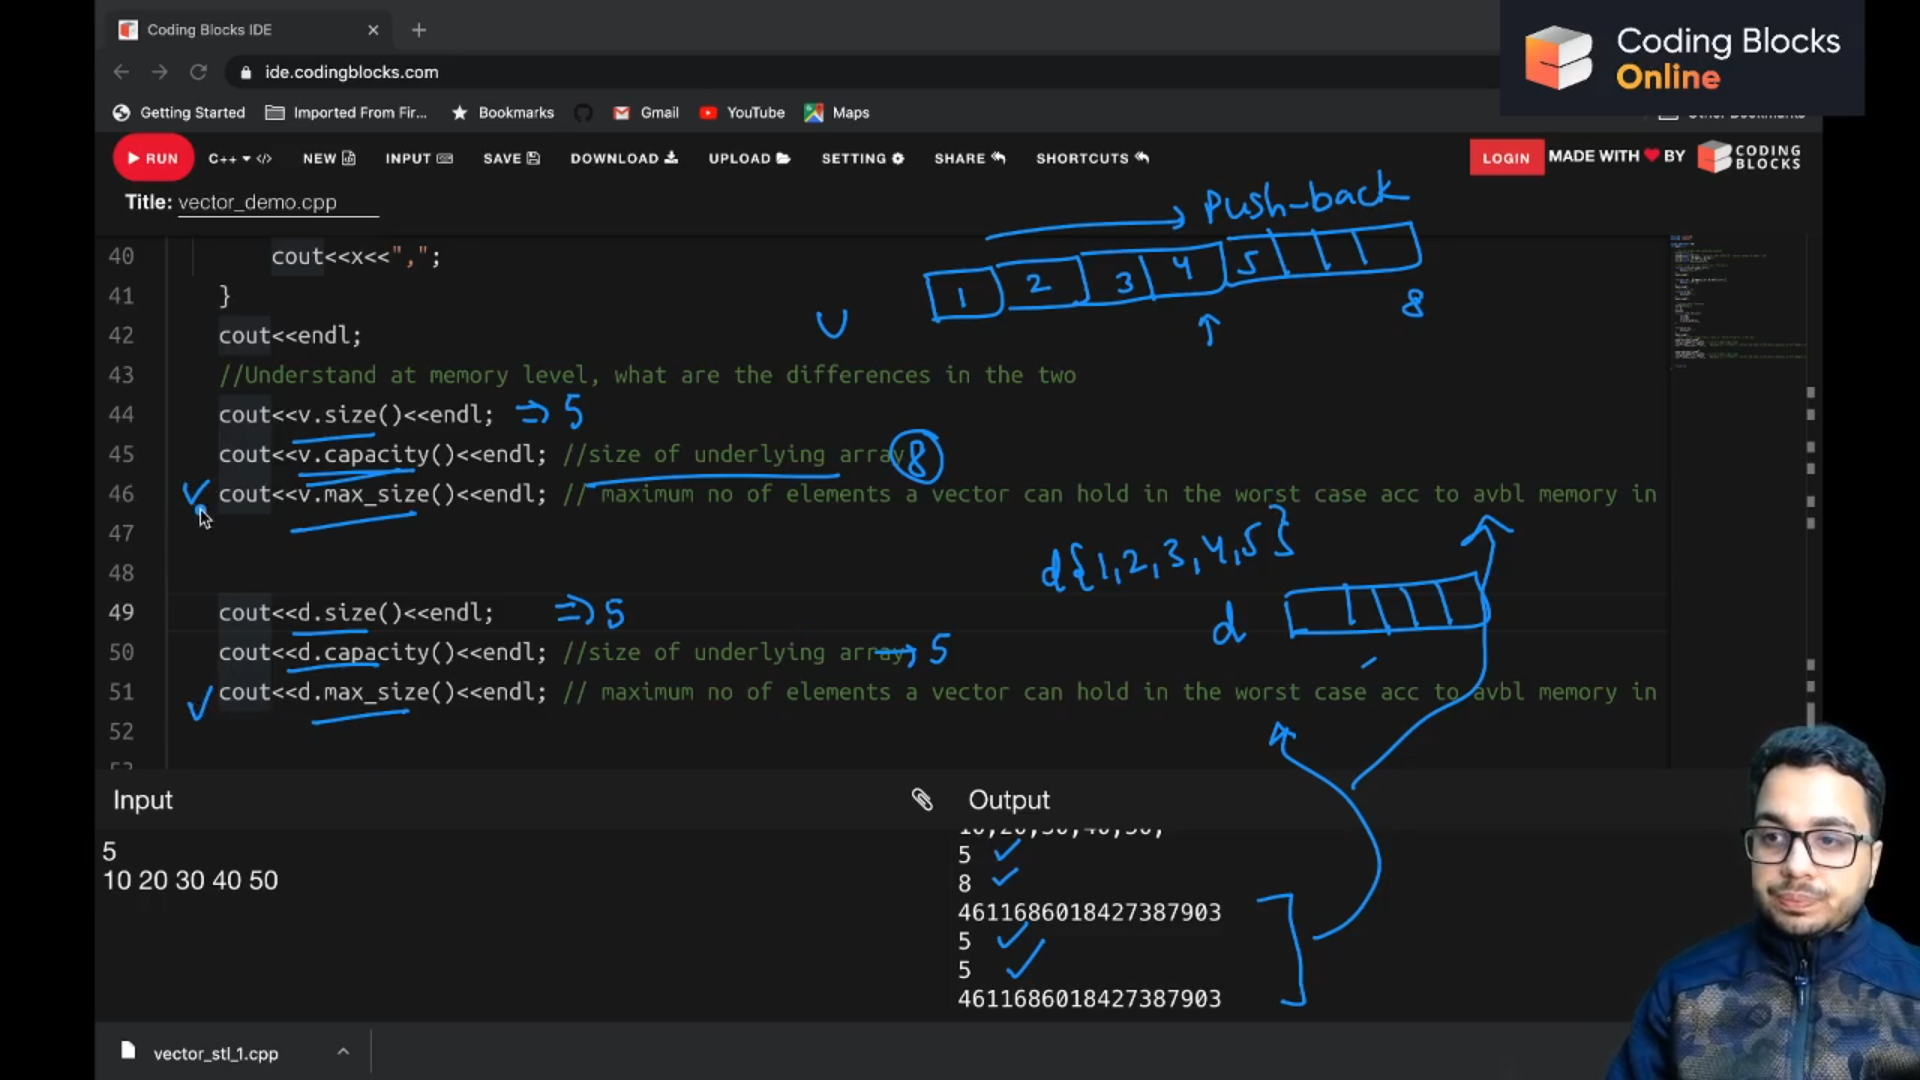 Coding Blocks IDE
Coding Blocks
Online
ide.codingblocks.com
Getting Started
Imported From Fir...
Bookmarks
Gmail
YouTube
Maps
RUN
C++
NEW
INPUT
SAVE
DOWNLOAD
UPLOAD
SETTING
SHARE
SHORTCUTS
LOGIN
MADE WITH BY
CODING
BLOCKS
Title: vector_demo.cpp
Push-back
1 2 3 4 5
8
v
40 cout<<x<<",";
41 }
42 cout<<endl;
43 //Understand at memory level, what are the differences in the two
44 cout<<v.size()<<endl; => 5
45 cout<<v.capacity()<<endl; //size of underlying array 8
46 cout<<v.max_size()<<endl; // maximum no of elements a vector can hold in the worst case acc to avbl memory in
47
48
d{1,2,3,4,5}
d
49 cout<<d.size()<<endl; => 5
50 cout<<d.capacity()<<endl; //size of underlying array → 5
51 cout<<d.max_size()<<endl; // maximum no of elements a vector can hold in the worst case acc to avbl memory in
52
Input
5
10 20 30 40 50
Output
10,20,30,40,50,
5
8
4611686018427387903
5
5
4611686018427387903
vector_stl_1.cpp